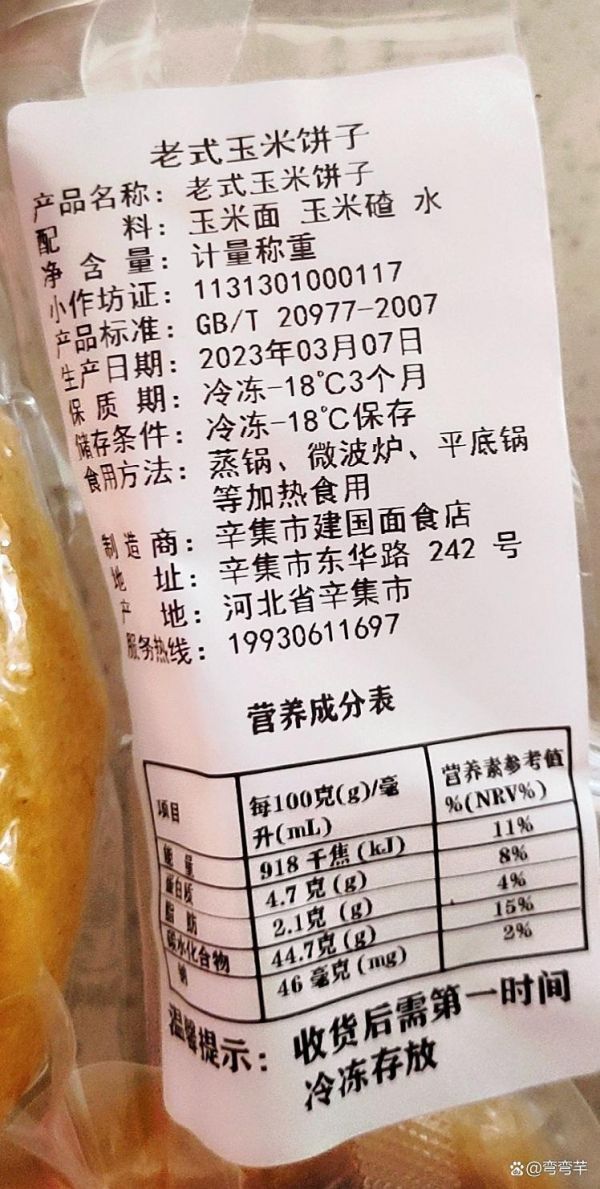 老式玉米饼子
产品名称：老式玉米饼子
配 料：玉米面 玉米碴 水
净 含 量：计量称重
小作坊证：1131301000117
产品标准：GB/T 20977-2007
生产日期：2023年03月07日
保 质 期：冷冻-18℃3个月
储存条件：冷冻-18℃保存
食用方法：蒸锅、微波炉、平底锅
等加热食用
制 造 商：辛集市建国面食店
地 址：辛集市东华路 242 号
产 地：河北省辛集市
服务热线：19930611697
营养成分表
项目 每100克(g)/毫升(mL) 营养素参考值%(NRV%)
能 量 918 千焦 (kJ) 11%
蛋白质 4.7 克 (g) 8%
脂 肪 2.1克 (g) 4%
碳水化合物 44.7克 (g) 15%
钠 46 毫克 (mg) 2%
温馨提示：收货后需第一时间
冷冻存放
@弯弯芊